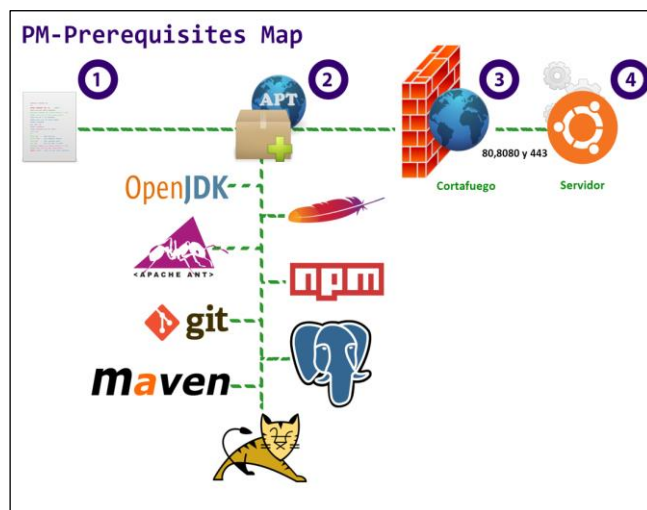 PM-Prerequisites Map
1
2
3
4
APT
80,8080 y 443
Cortafuego
Servidor
OpenJDK
<APACHE ANT>
npm
git
maven